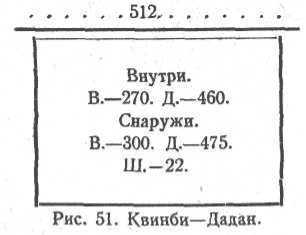 . . . . . . 512. . . . . . . . .
Внутри.
В.—270. Д.—460.
Снаружи.
В.—300. Д.—475.
Ш.—22.
Рис. 51. Квинби—Дадан.